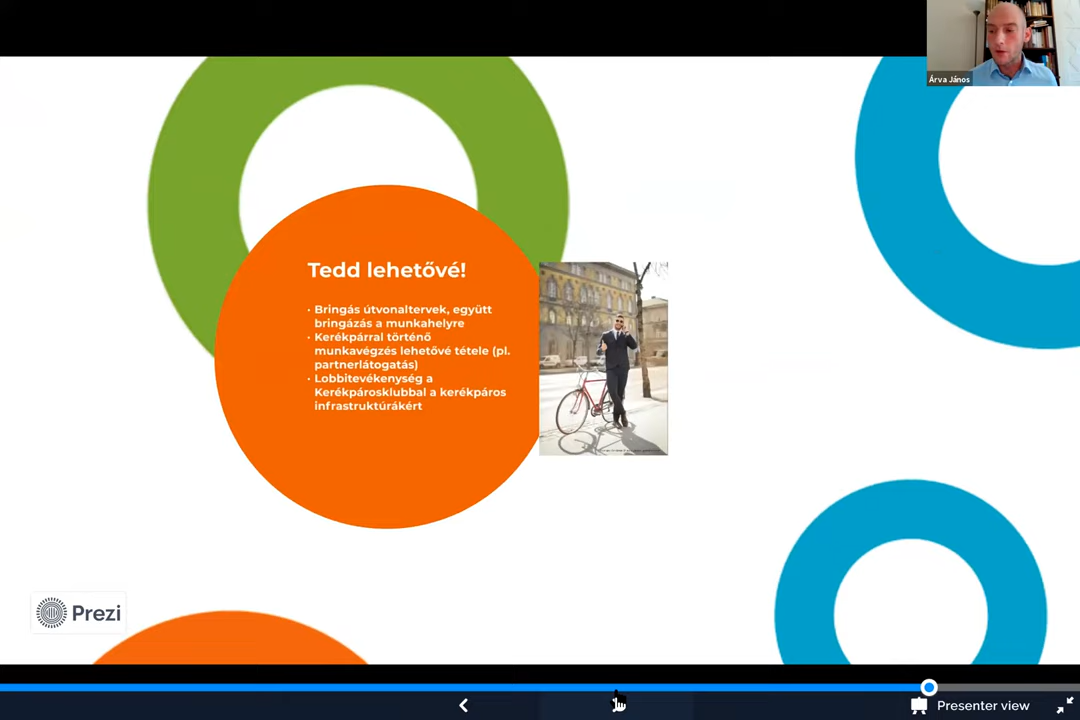 Árva János
Tedd lehetővé!
· Bringás útvonaltervek, együtt
bringázás a munkahelyre
· Kerékpárral történő
munkavégzés lehetővé tétele (pl.
partnerlátogatás)
· Lobbitevékenység a
Kerékpárosklubbal a kerékpáros
infrastruktúrákért
Prezi
Presenter view